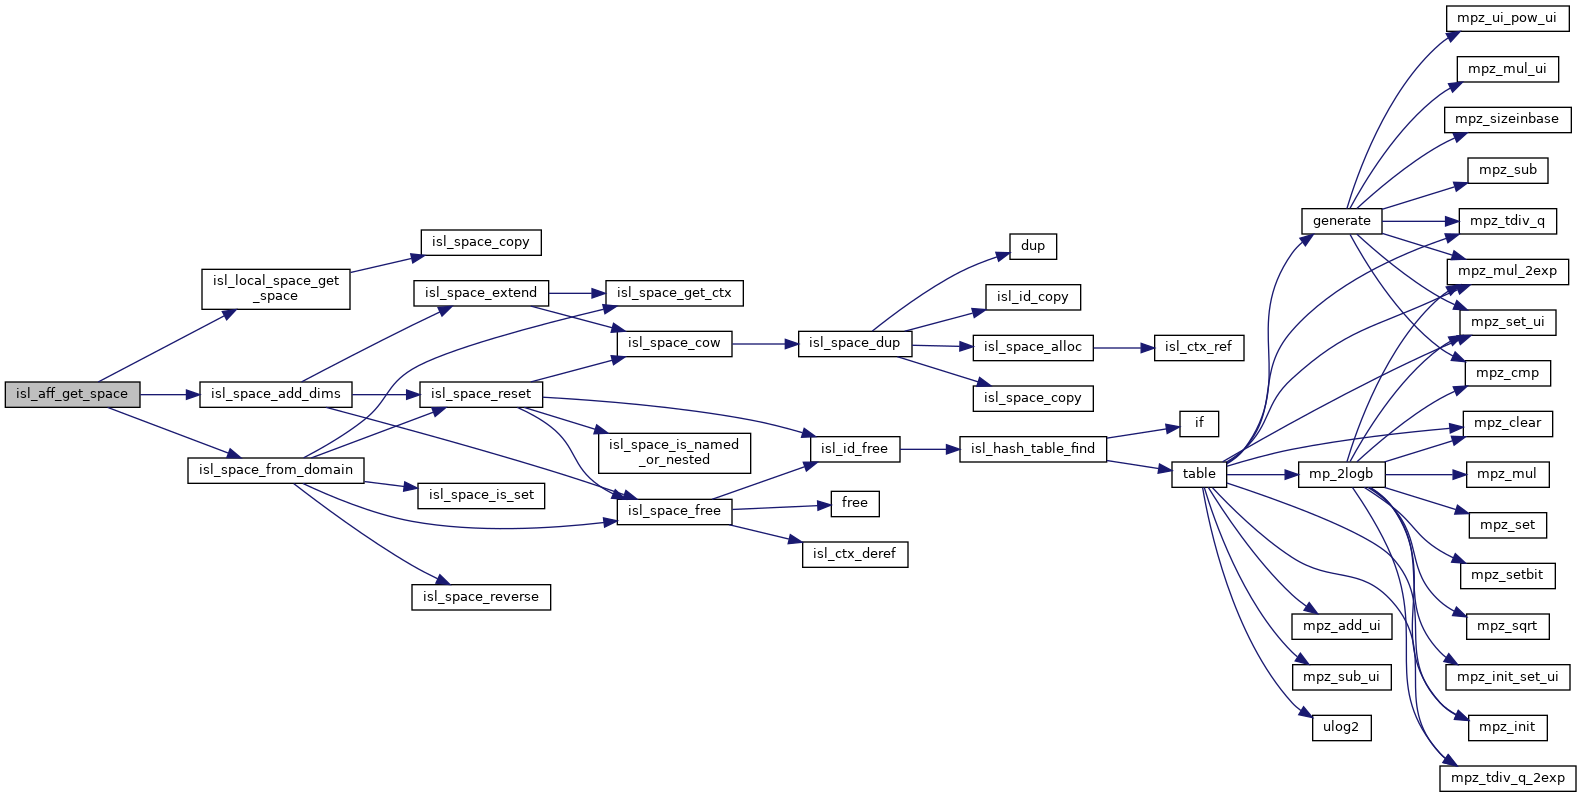 isl_aff_get_space
isl_local_space_get
_space
isl_space_add_dims
isl_space_from_domain
isl_space_copy
isl_space_extend
isl_space_reset
isl_space_is_set
isl_space_reverse
isl_space_get_ctx
isl_space_cow
isl_space_is_named
_or_nested
isl_space_free
isl_space_dup
isl_id_free
free
isl_ctx_deref
dup
isl_id_copy
isl_space_alloc
isl_space_copy
isl_hash_table_find
isl_ctx_ref
if
table
generate
mp_2logb
mpz_add_ui
mpz_sub_ui
ulog2
mpz_ui_pow_ui
mpz_mul_ui
mpz_sizeinbase
mpz_sub
mpz_tdiv_q
mpz_mul_2exp
mpz_set_ui
mpz_cmp
mpz_clear
mpz_mul
mpz_set
mpz_setbit
mpz_sqrt
mpz_init_set_ui
mpz_init
mpz_tdiv_q_2exp